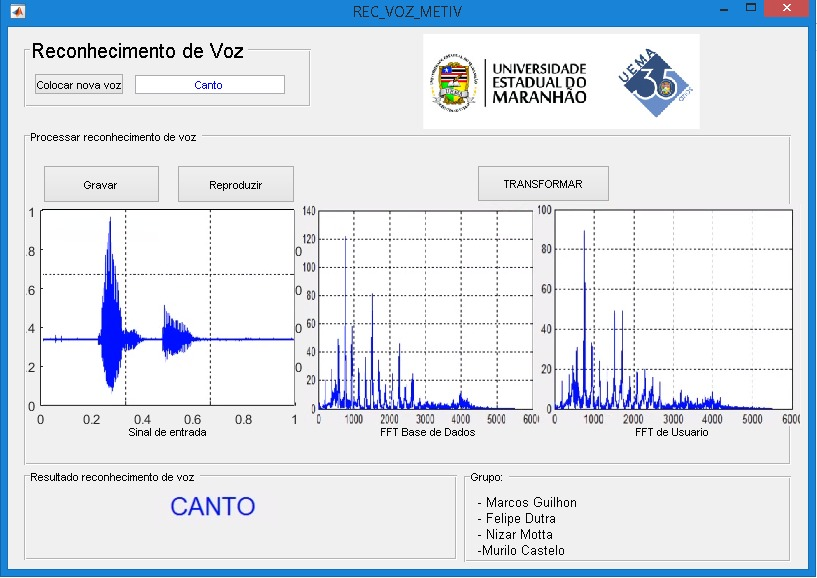 REC_VOZ_METIV
Reconhecimento de Voz
Colocar nova voz
Canto
UNIVERSIDADE
ESTADUAL DO
MARANHÃO
UEMA
35
anos
Processar reconhecimento de voz
Gravar
Reproduzir
TRANSFORMAR
1
.8
.6
.4
.2
0
0 0.2 0.4 0.6 0.8 1
Sinal de entrada
140
120
0
80
60
0
40
20
0
0 1000 2000 3000 4000 5000 600
FFT Base de Dados
100
80
60
40
20
0
0 1000 2000 3000 4000 5000 6000
FFT de Usuario
Resultado reconhecimento de voz
CANTO
Grupo:
- Marcos Guilhon
- Felipe Dutra
- Nizar Motta
-Murilo Castelo